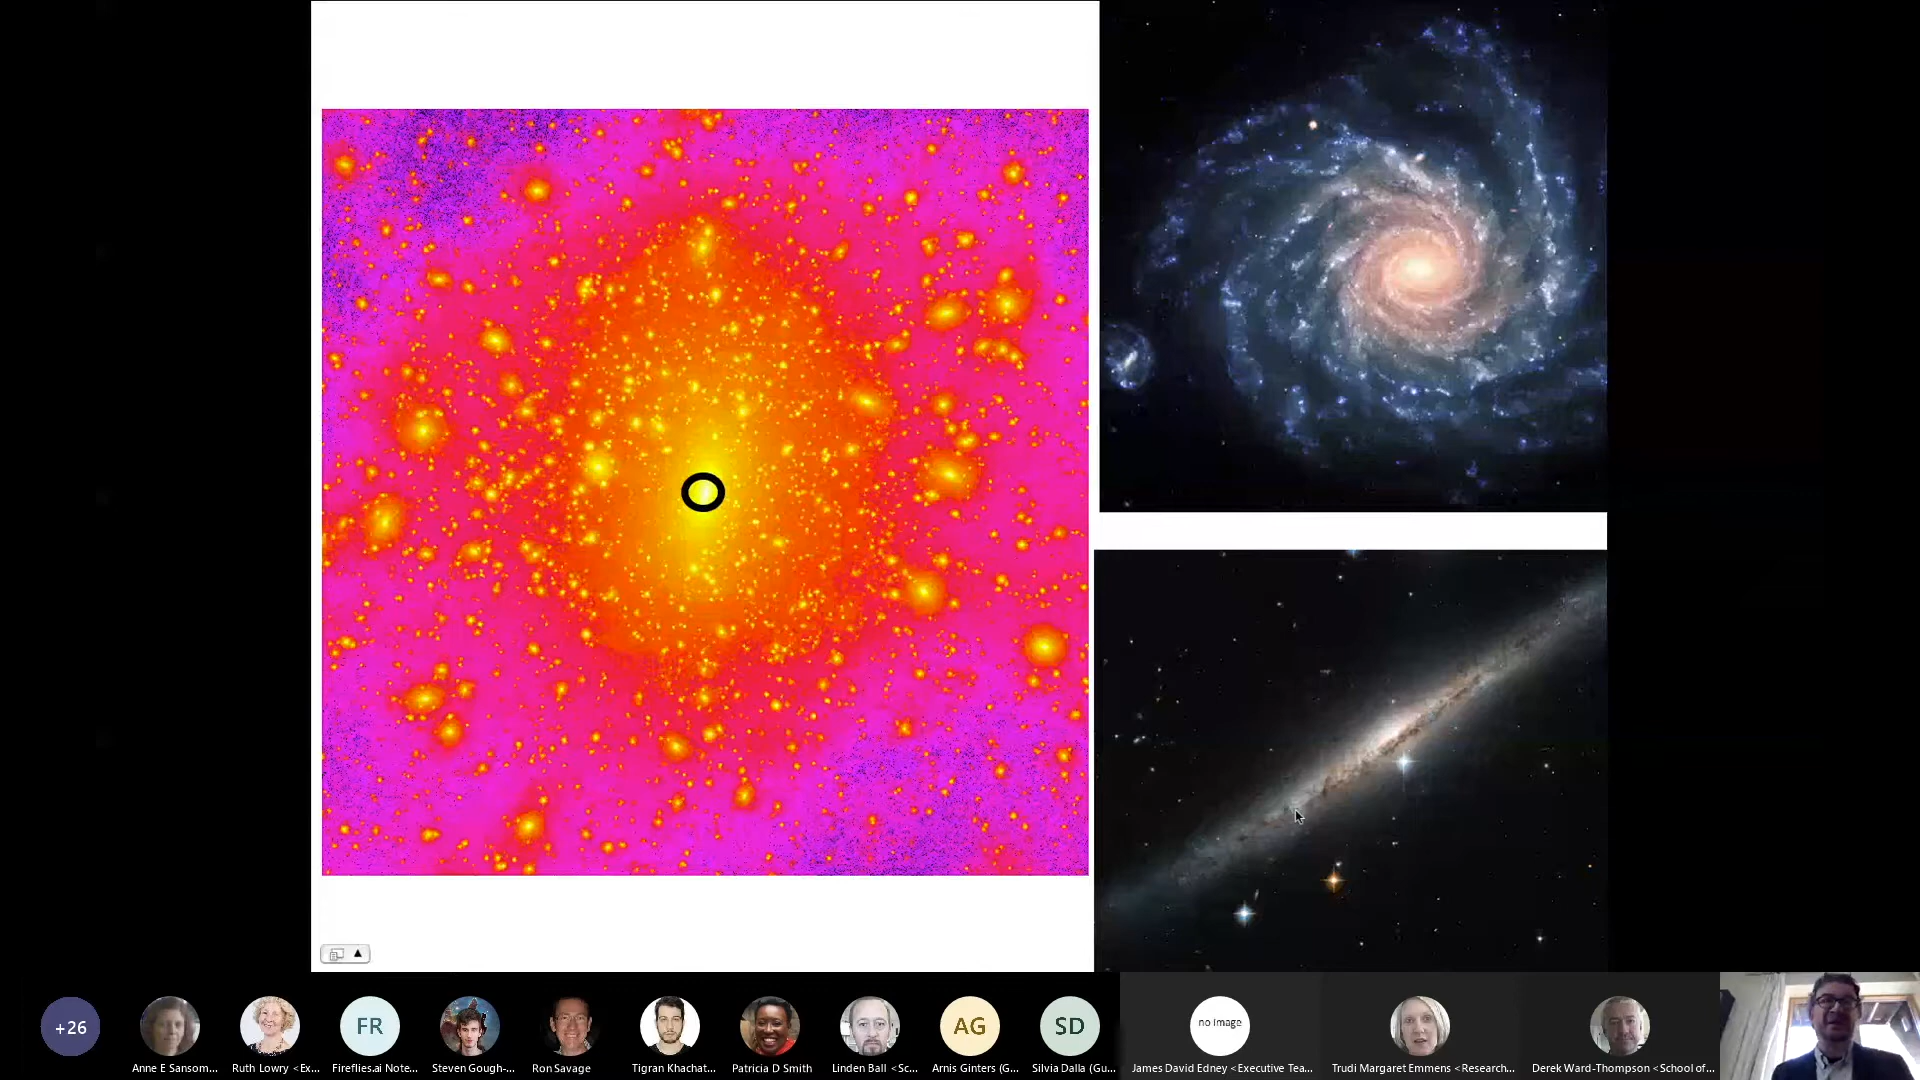 +26
Anne E Sansom...
Ruth Lowry <Ex...
FR
Fireflies.ai Note...
Steven Gough-...
Ron Savage
Tigran Khachat...
Patricia D Smith
Linden Ball <Sc...
AG
Arnis Ginters (G...
SD
Silvia Dalla (Gu...
no image
James David Edney <Executive Tea...
Trudi Margaret Emmens <Research...
Derek Ward-Thompson <School of...